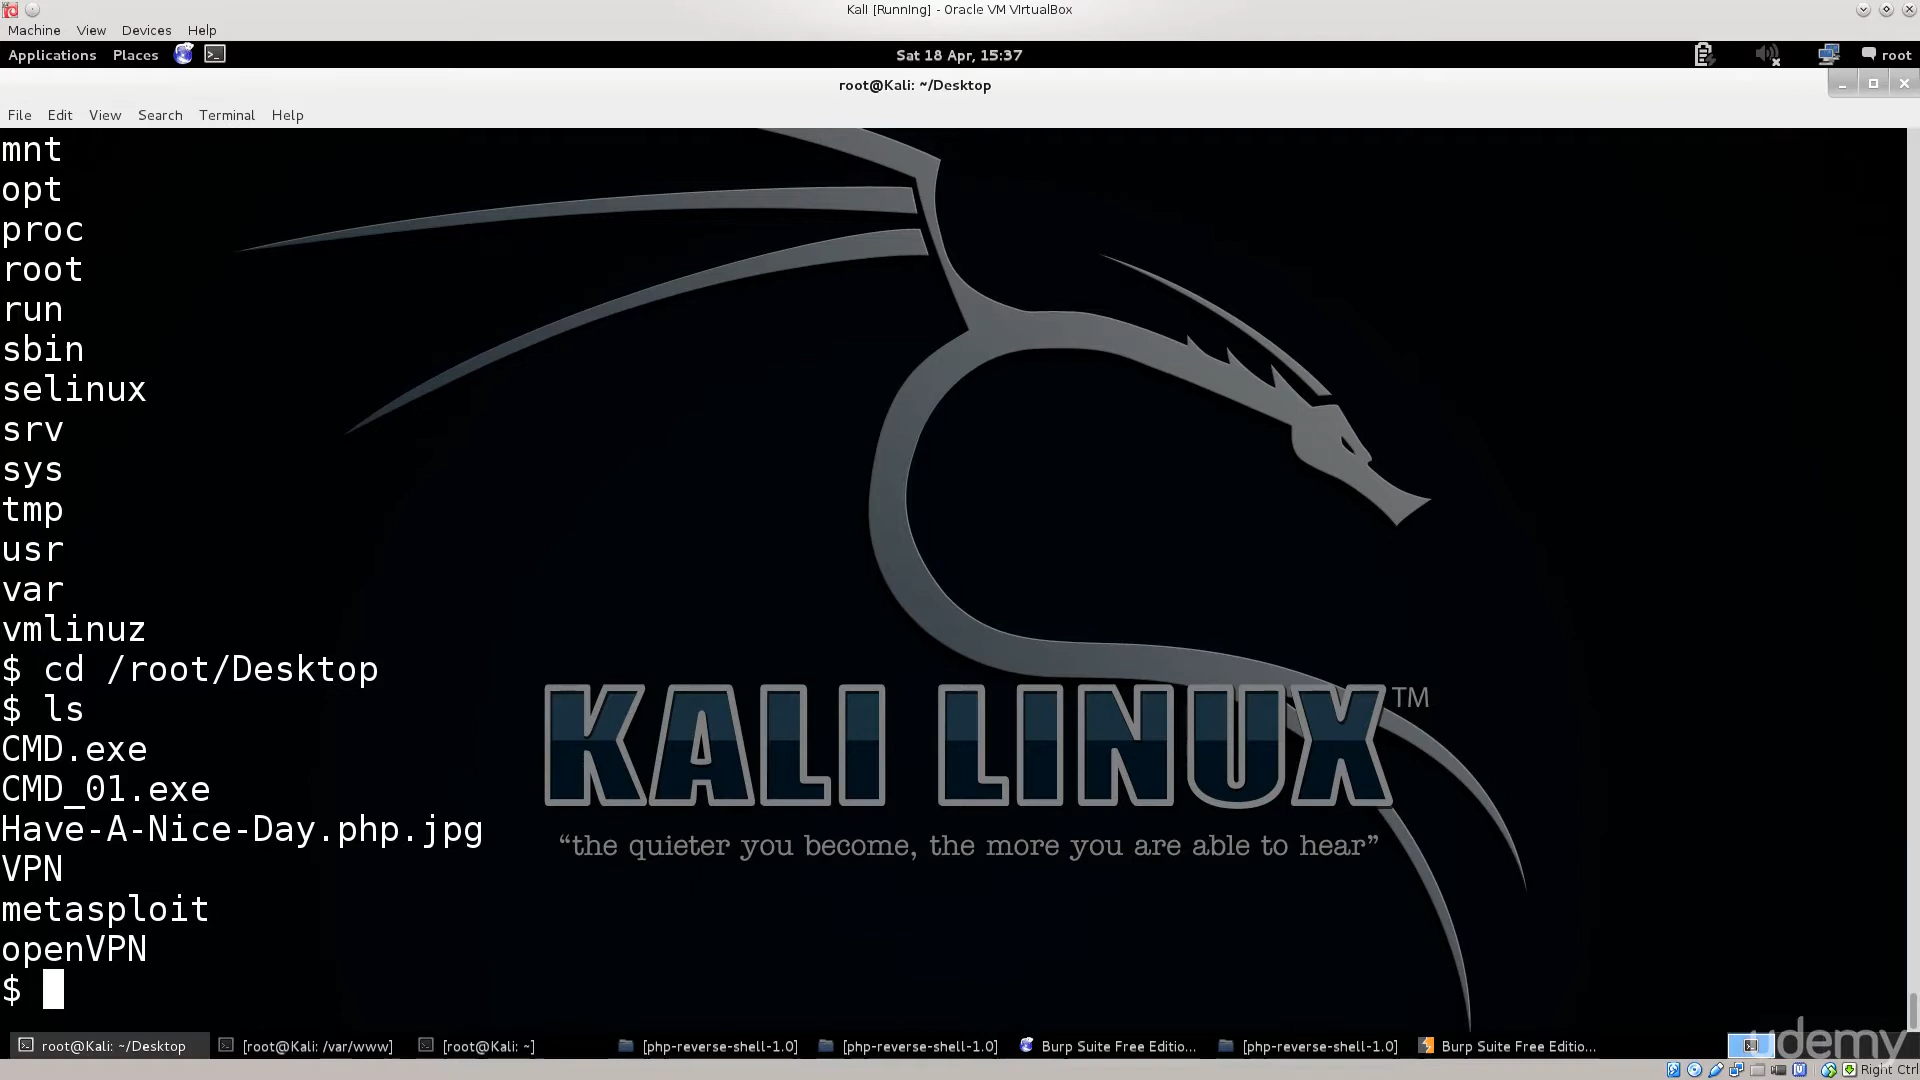 Kali [Running] - Oracle VM VirtualBox
Machine View Devices Help
Applications Places Sat 18 Apr, 15:37 root
root@Kali: ~/Desktop
File Edit View Search Terminal Help
mnt
opt
proc
root
run
sbin
selinux
srv
sys
tmp
usr
var
vmlinuz
$ cd /root/Desktop
$ ls
CMD.exe
CMD_01.exe
Have-A-Nice-Day.php.jpg
VPN
metasploit
openVPN
$
KALI LINUX™
“the quieter you become, the more you are able to hear”
root@Kali: ~/Desktop [root@Kali: /var/www] [root@Kali: ~] [php-reverse-shell-1.0] [php-reverse-shell-1.0] Burp Suite Free Editio... [php-reverse-shell-1.0] Burp Suite Free Editio...
udemy
Right Ctrl